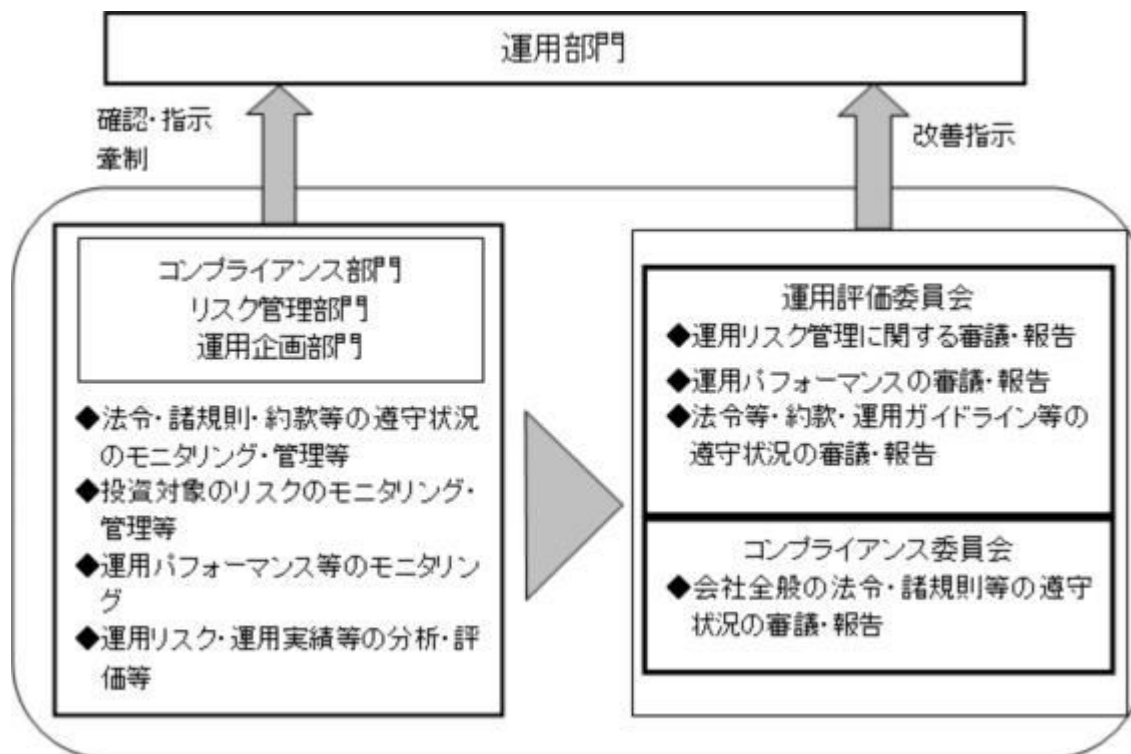 運用部門
確認・指示
牽制
改善指示
コンプライアンス部門
リスク管理部門
運用企画部門
◆法令・諸規則・約款等の遵守状況
のモニタリング・管理等
◆投資対象のリスクのモニタリング・
管理等
◆運用パフォーマンス等のモニタリン
グ
◆運用リスク・運用実績等の分析・評
価等
運用評価委員会
◆運用リスク管理に関する審議・報告
◆運用パフォーマンスの審議・報告
◆法令等・約款・運用ガイドライン等の
遵守状況の審議・報告
コンプライアンス委員会
◆会社全般の法令・諸規則等の遵守
状況の審議・報告